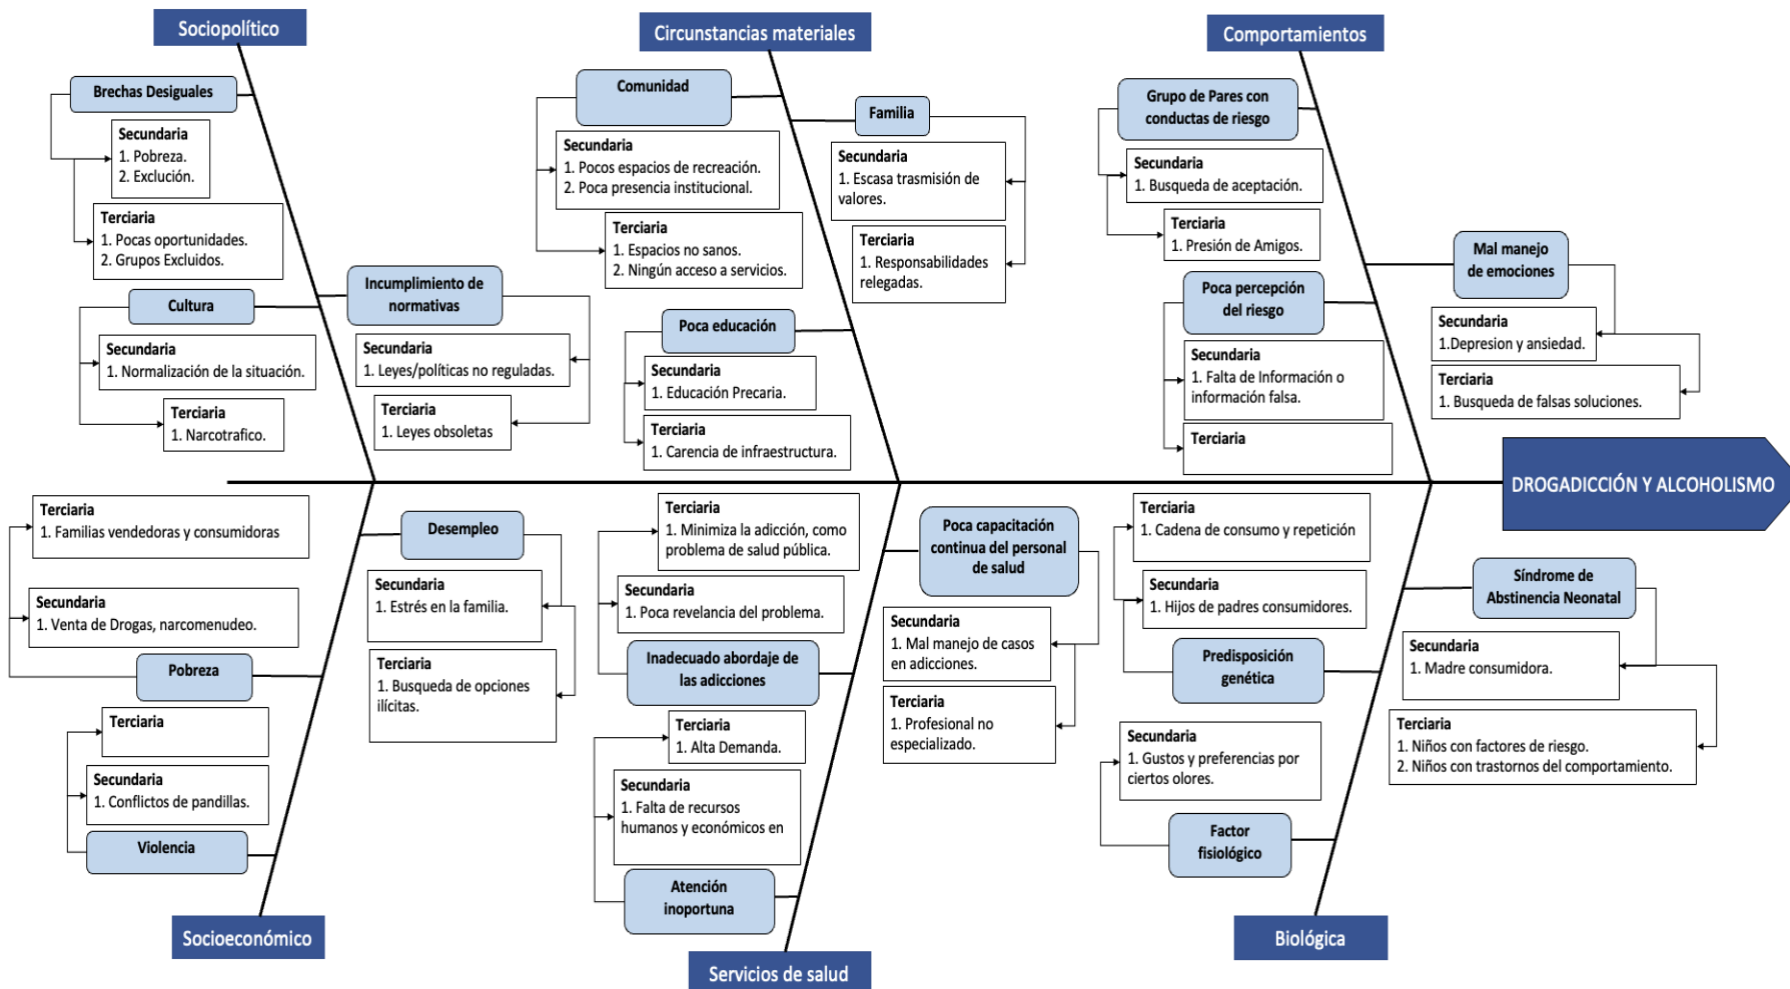 Sociopolítico
Brechas Desiguales
Secundaria
1. Pobreza.
2. Exclución.
Terciaria
1. Pocas oportunidades.
2. Grupos Excluidos.
Cultura
Secundaria
1. Normalización de la situación.
Terciaria
1. Narcotrafico.
Incumplimiento de
normativas
Secundaria
1. Leyes/políticas no reguladas.
Terciaria
1. Leyes obsoletas
Circunstancias materiales
Comunidad
Secundaria
1. Pocos espacios de recreación.
2. Poca presencia institucional.
Terciaria
1. Espacios no sanos.
2. Ningún acceso a servicios.
Familia
Secundaria
1. Escasa trasmisión de
valores.
Terciaria
1. Responsabilidades
relegadas.
Poca educación
Secundaria
1. Educación Precaria.
Terciaria
1. Carencia de infraestructura.
Comportamientos
Grupo de Pares con
conductas de riesgo
Secundaria
1. Busqueda de aceptación.
Terciaria
1. Presión de Amigos.
Poca percepción
del riesgo
Secundaria
1. Falta de Información o
información falsa.
Terciaria
Mal manejo
de emociones
Secundaria
1.Depresion y ansiedad.
Terciaria
1. Busqueda de falsas soluciones.
DROGADICCIÓN Y ALCOHOLISMO
Terciaria
1. Familias vendedoras y consumidoras
Secundaria
1. Venta de Drogas, narcomenudeo.
Pobreza
Terciaria
Secundaria
1. Conflictos de pandillas.
Violencia
Desempleo
Secundaria
1. Estrés en la familia.
Terciaria
1. Busqueda de opciones
ilícitas.
Socioeconómico
Terciaria
1. Minimiza la adicción, como
problema de salud pública.
Secundaria
1. Poca revelancia del problema.
Inadecuado abordaje de
las adicciones
Terciaria
1. Alta Demanda.
Secundaria
1. Falta de recursos
humanos y económicos en
Atención
inoportuna
Poca capacitación
continua del personal
de salud
Secundaria
1. Mal manejo de casos
en adicciones.
Terciaria
1. Profesional no
especializado.
Servicios de salud
Terciaria
1. Cadena de consumo y repetición
Secundaria
1. Hijos de padres consumidores.
Predisposición
genética
Secundaria
1. Gustos y preferencias por
ciertos olores.
Factor
fisiológico
Síndrome de
Abstinencia Neonatal
Secundaria
1. Madre consumidora.
Terciaria
1. Niños con factores de riesgo.
2. Niños con trastornos del comportamiento.
Biológica